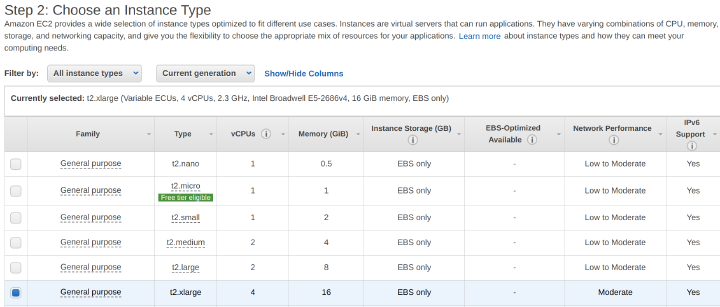 Step 2: Choose an Instance Type
Amazon EC2 provides a wide selection of instance types optimized to fit different use cases. Instances are virtual servers that can run applications. They have varying combinations of CPU, memory,
storage, and networking capacity, and give you the flexibility to choose the appropriate mix of resources for your applications. Learn more about instance types and how they can meet your
computing needs.
Filter by: All instance types Current generation Show/Hide Columns
Currently selected: t2.xlarge (Variable ECUs, 4 vCPUs, 2.3 GHz, Intel Broadwell E5-2686v4, 16 GiB memory, EBS only)
Family Type vCPUs Memory (GiB) Instance Storage (GB) EBS-Optimized Available Network Performance IPv6 Support
General purpose t2.nano 1 0.5 EBS only - Low to Moderate Yes
General purpose t2.micro 1 1 EBS only - Low to Moderate Yes
Free tier eligible
General purpose t2.small 1 2 EBS only - Low to Moderate Yes
General purpose t2.medium 2 4 EBS only - Low to Moderate Yes
General purpose t2.large 2 8 EBS only - Low to Moderate Yes
General purpose t2.xlarge 4 16 EBS only - Moderate Yes